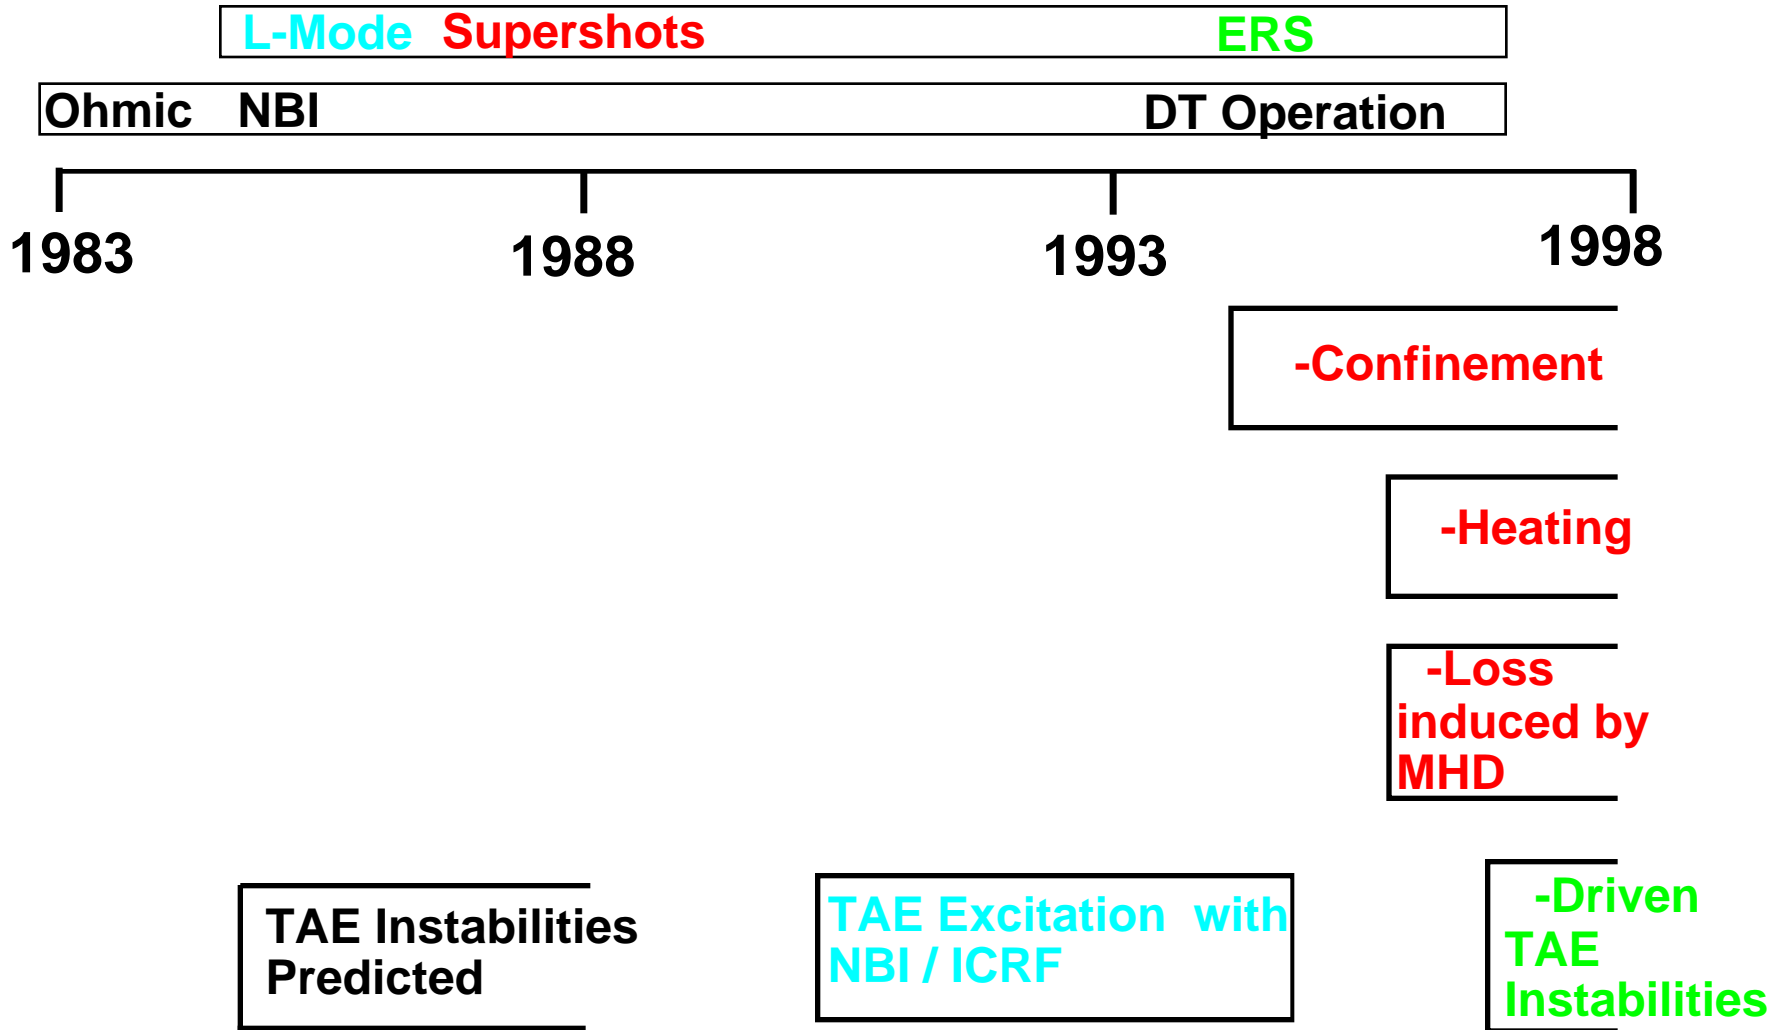 L-Mode Supershots ERS
Ohmic NBI DT Operation
1983 1988 1993 1998
-Confinement
-Heating
-Loss
induced by
MHD
TAE Instabilities
Predicted
TAE Excitation with
NBI / ICRF
-Driven
TAE
Instabilities